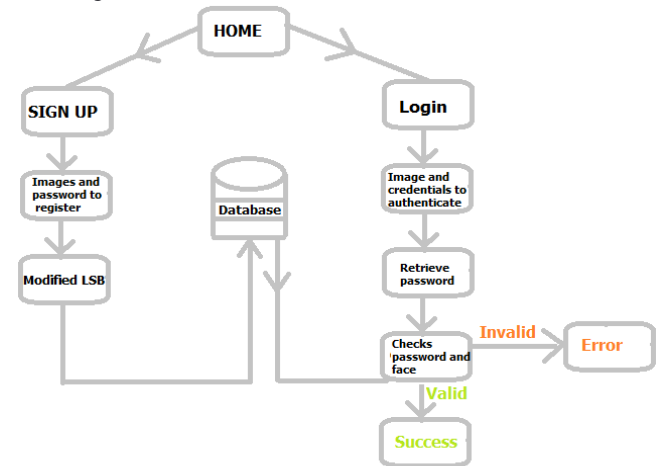 HOME
SIGN UP
Login
Images and
password to
register
Database
Image and
credentials to
authenticate
Modified LSB
Retrieve
password
Checks
password and
face
Invalid
Error
Valid
Success